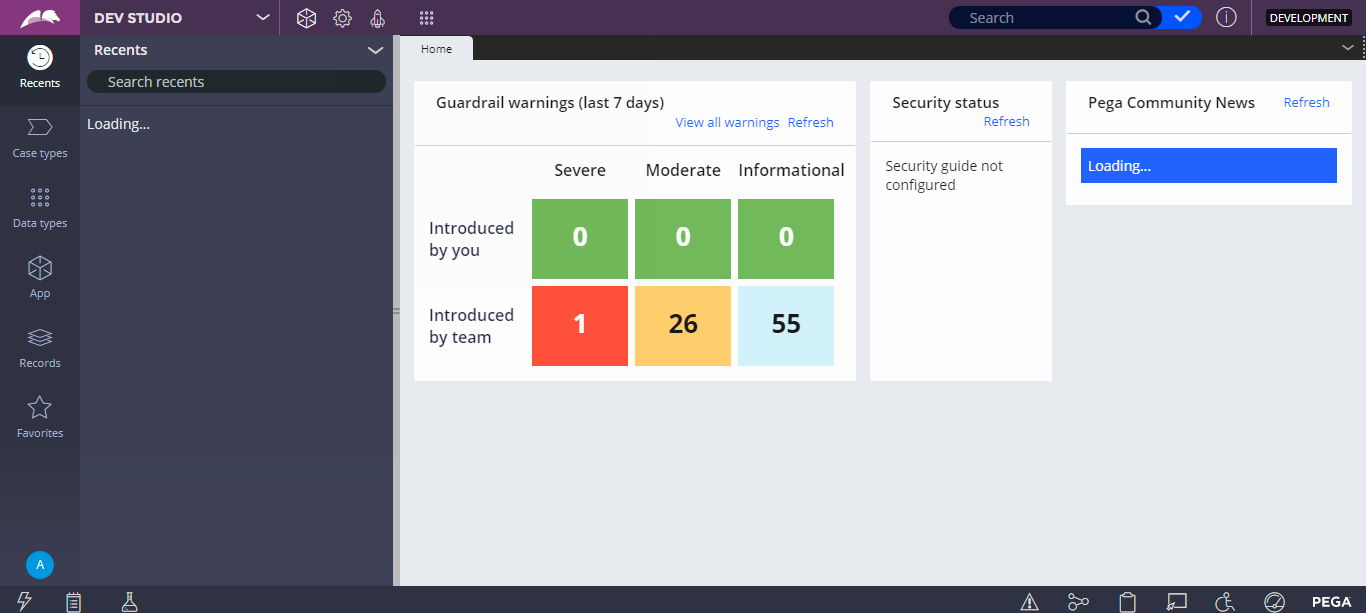 DEV STUDIO
Search
DEVELOPMENT
Recents
Case types
Data types
App
Records
Favorites
A
Recents
Search recents
Loading...
Home
Guardrail warnings (last 7 days)
View all warnings Refresh
Severe Moderate Informational
Introduced by you
0 0 0
Introduced by team
1 26 55
Security status
Refresh
Security guide not
configured
Pega Community News Refresh
Loading...
PEGA